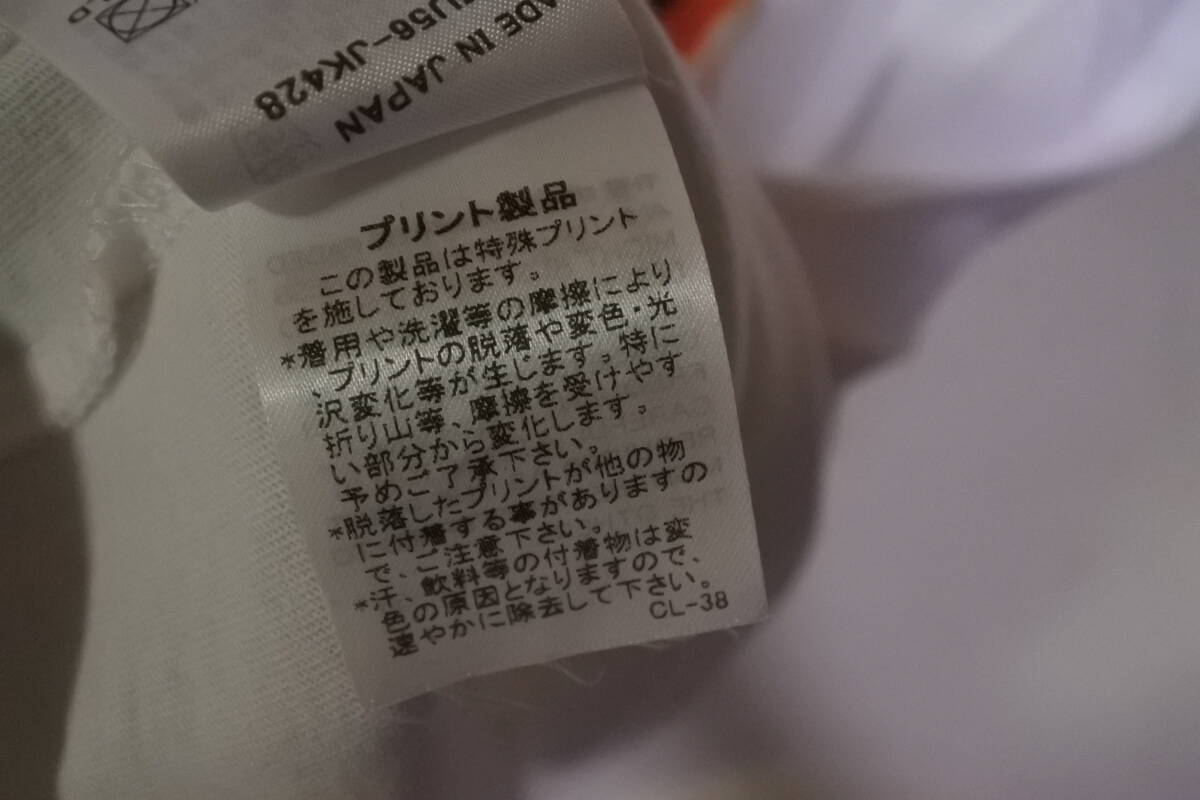 MADE IN JAPAN
U56-JK428
プリント製品
この製品は特殊プリント
を施しております。
*着用や洗濯等の摩擦により
プリントの脱落や変色・光
沢変化等が生じます。特に
折り山等、摩擦を受けやす
い部分から変化します。
予めご了承下さい。
*脱落したプリントが他の物
に付着する事がありますの
で、ご注意下さい。
*汗、飲料等の付着物は変
色の原因となりますので、
速やかに除去して下さい。
CL-38